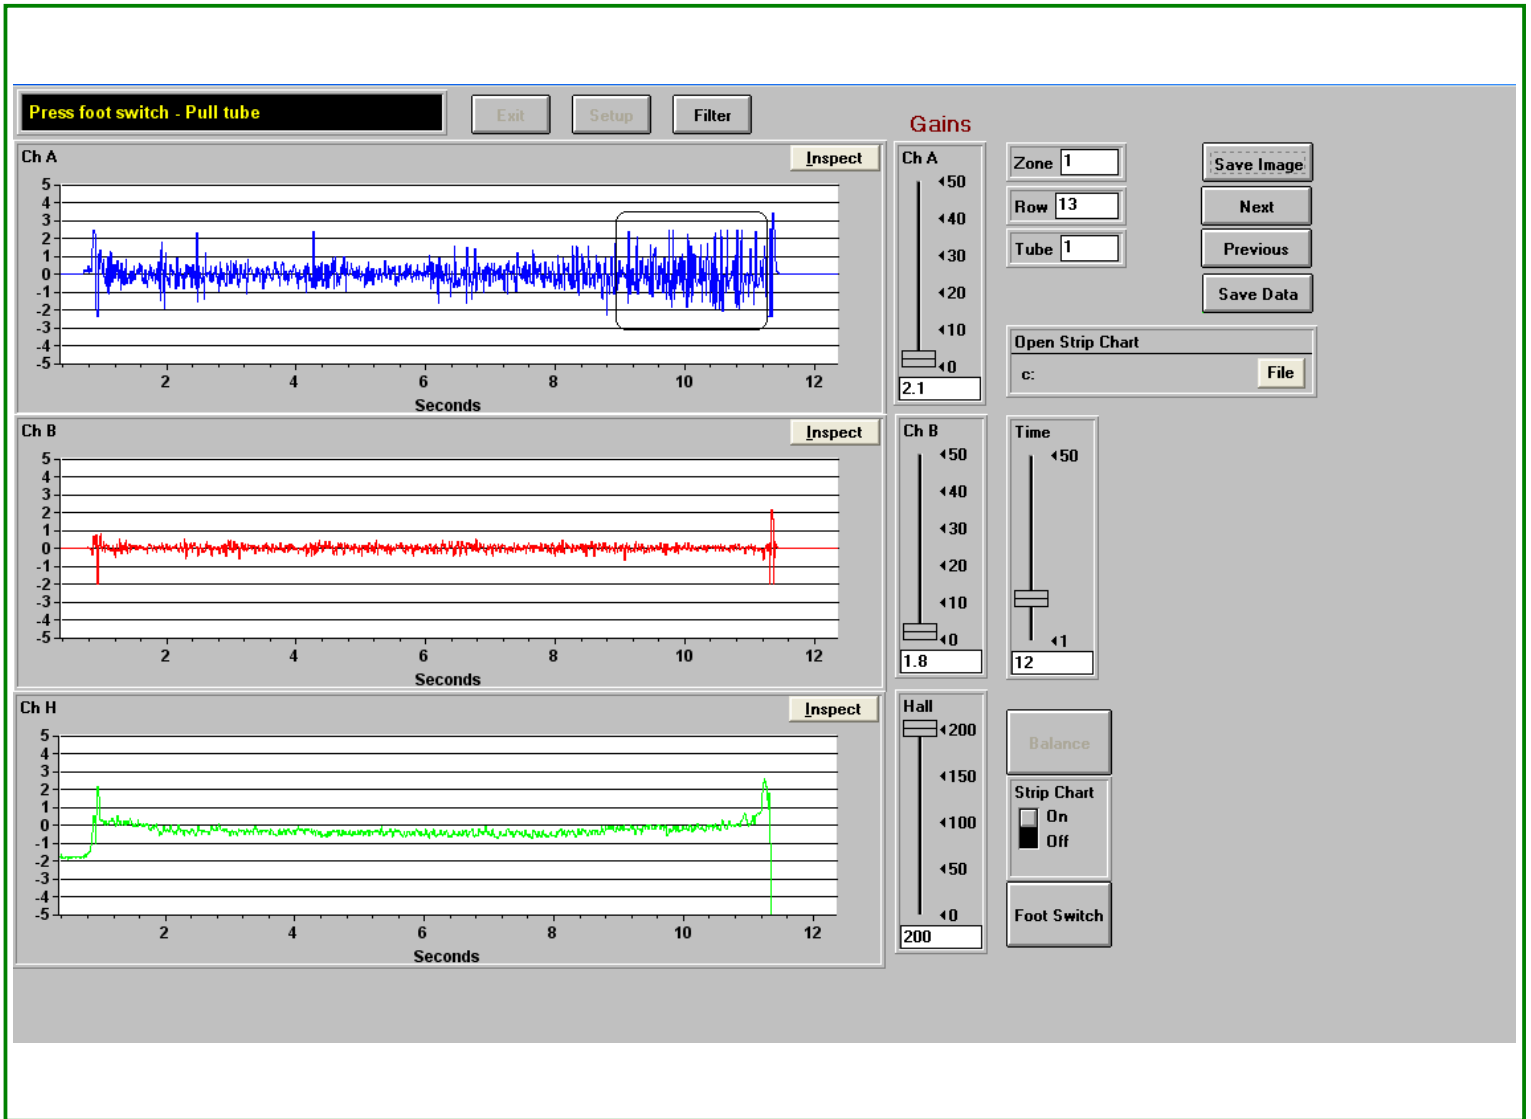 Press foot switch - Pull tube
Exit
Setup
Filter
Gains
Ch A
Inspect
5
4
3
2
1
0
-1
-2
-3
-4
-5
2
4
6
8
10
12
Seconds
Ch A
50
40
30
20
10
0
2.1
Zone 1
Row 13
Tube 1
Save Image
Next
Previous
Save Data
Open Strip Chart
c:
File
Ch B
Inspect
5
4
3
2
1
0
-1
-2
-3
-4
-5
2
4
6
8
10
12
Seconds
Ch B
50
40
30
20
10
0
1.8
Time
50
1
12
Ch H
Inspect
5
4
3
2
1
0
-1
-2
-3
-4
-5
2
4
6
8
10
12
Seconds
Hall
200
150
100
50
0
200
Balance
Strip Chart
On
Off
Foot Switch